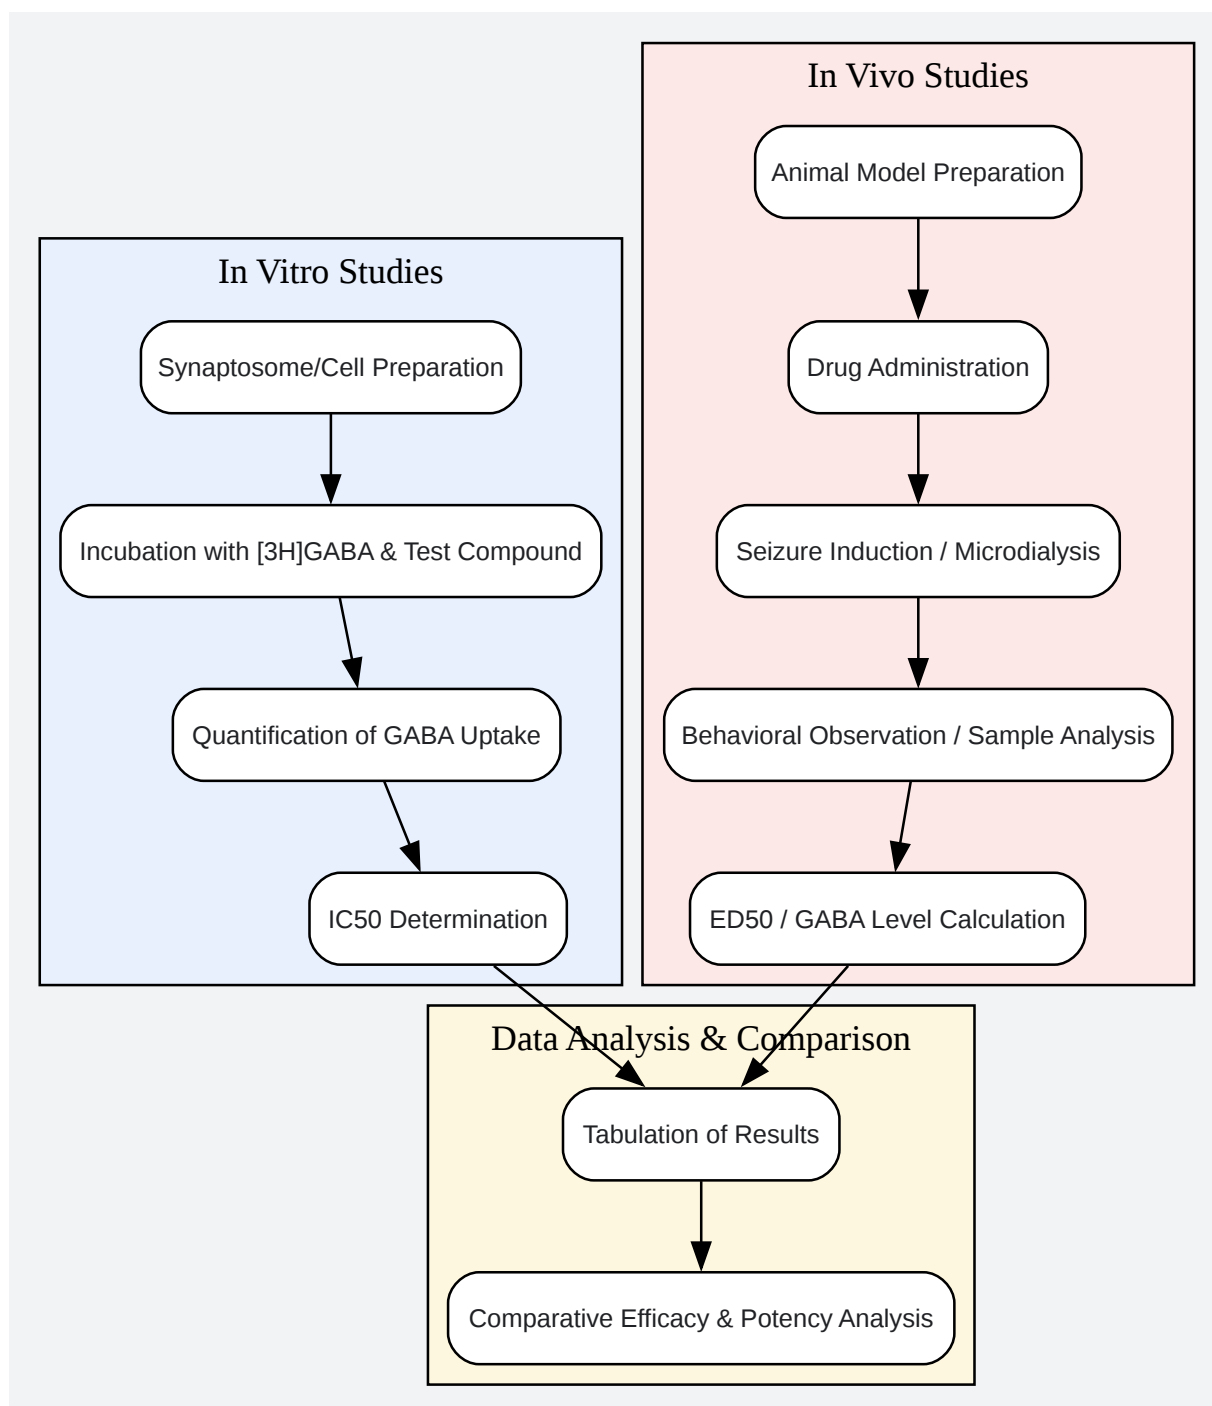 In Vivo Studies
Animal Model Preparation
Drug Administration
Seizure Induction / Microdialysis
Behavioral Observation / Sample Analysis
ED50 / GABA Level Calculation
In Vitro Studies
Synaptosome/Cell Preparation
Incubation with [3H]GABA & Test Compound
Quantification of GABA Uptake
IC50 Determination
Data Analysis & Comparison
Tabulation of Results
Comparative Efficacy & Potency Analysis